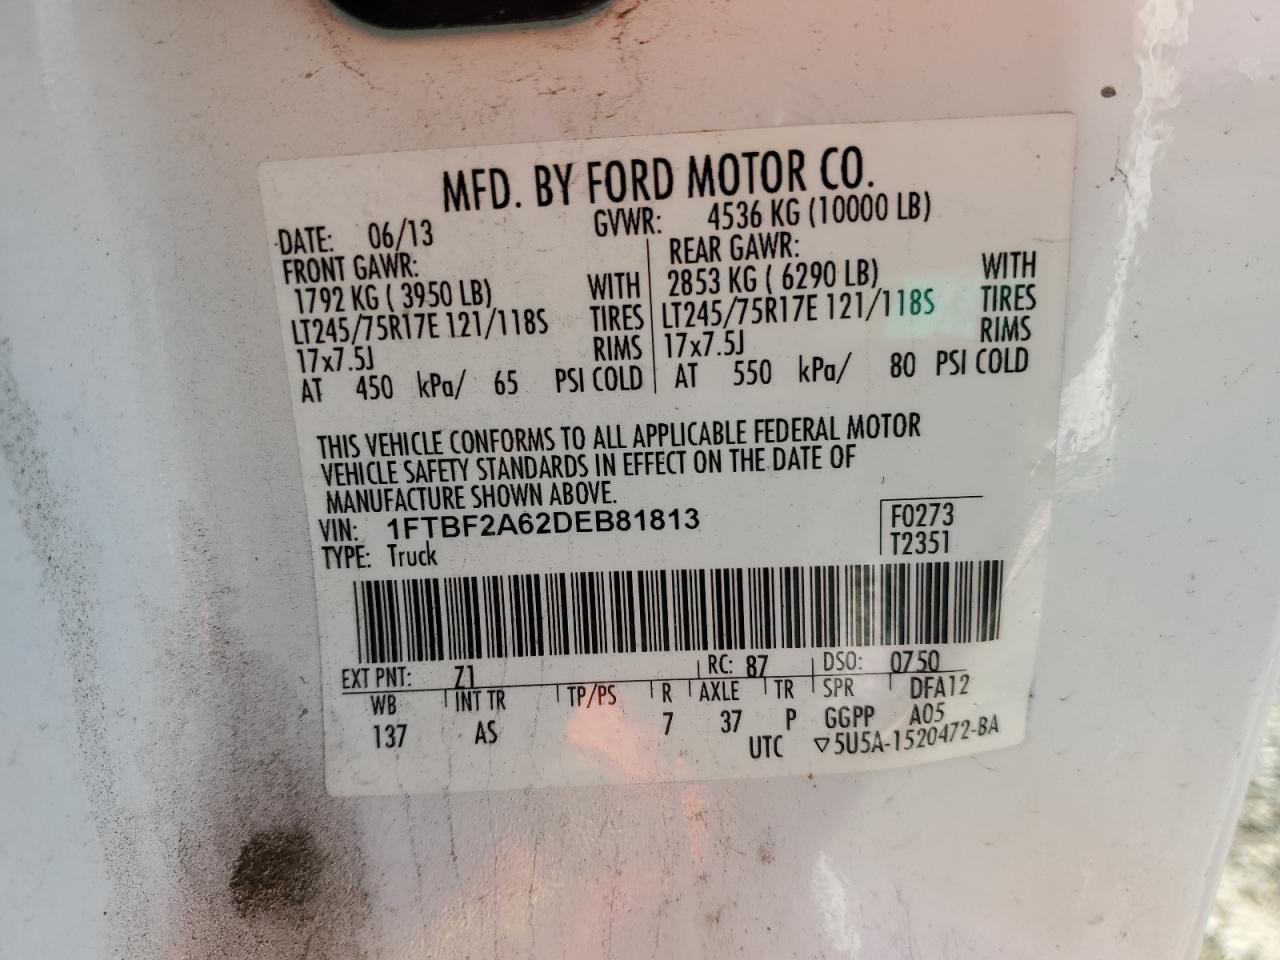 MFD. BY FORD MOTOR CO.
DATE: 06/13 GVWR: 4536 KG (10000 LB)
FRONT GAWR: REAR GAWR:
1792 KG ( 3950 LB) WITH 2853 KG ( 6290 LB) WITH
LT245/75R17E 121/118S TIRES LT245/75R17E 121/118S TIRES
17x7.5J RIMS 17x7.5J RIMS
AT 450 kPa/ 65 PSI COLD AT 550 kPa/ 80 PSI COLD
THIS VEHICLE CONFORMS TO ALL APPLICABLE FEDERAL MOTOR
VEHICLE SAFETY STANDARDS IN EFFECT ON THE DATE OF
MANUFACTURE SHOWN ABOVE.
VIN: 1FTBF2A62DEB81813 F0273
TYPE: Truck T2351
EXT PNT: Z1 RC: 87 DSO: 0750
WB INT TR TP/PS R AXLE TR SPR DFA12
137 AS 7 37 P GGPP A05
UTC ▽5U5A-1520472-BA